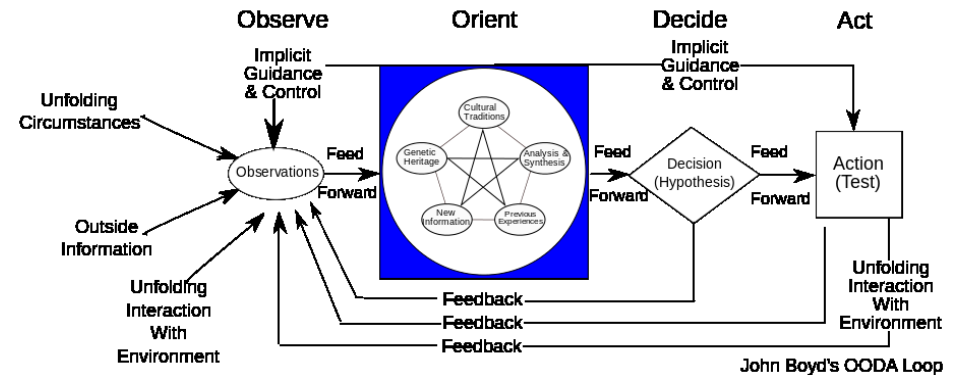 Observe
Orient
Decide
Act
Implicit
Guidance
& Control
Implicit
Guidance
& Control
Unfolding
Circumstances
Observations
Outside
Information
Unfolding
Interaction
With
Environment
Feed
Forward
Cultural
Traditions
Genetic
Heritage
Analysis &
Synthesis
New
Information
Previous
Experiences
Feed
Forward
Decision
(Hypothesis)
Feed
Forward
Action
(Test)
Unfolding
Interaction
With
Environment
Feedback
Feedback
Feedback
John Boyd's OODA Loop